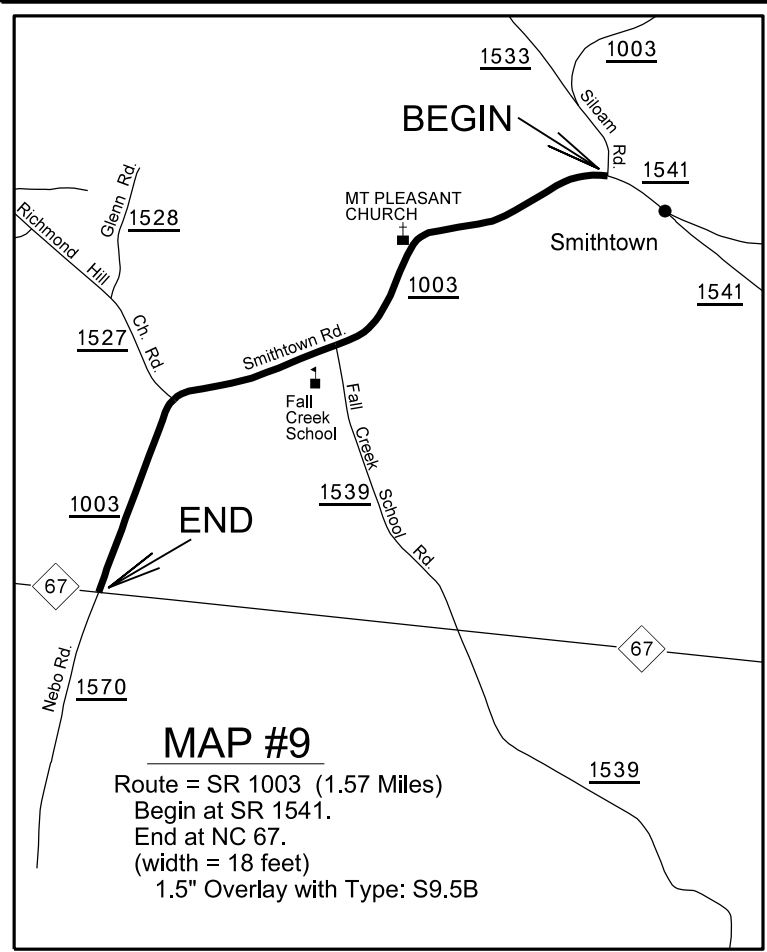 1533
1003
Siloam Rd.
BEGIN
1541
MT PLEASANT
CHURCH
Glenn Rd.
1528
Richmond Hill Ch. Rd.
Smithtown
1003
1541
1527
Smithtown Rd.
Fall
Creek
School
Fall Creek School Rd.
1539
1003
END
67
67
Nebo Rd.
1570
MAP #9
Route = SR 1003 (1.57 Miles)
Begin at SR 1541.
End at NC 67.
(width = 18 feet)
1.5" Overlay with Type: S9.5B
1539